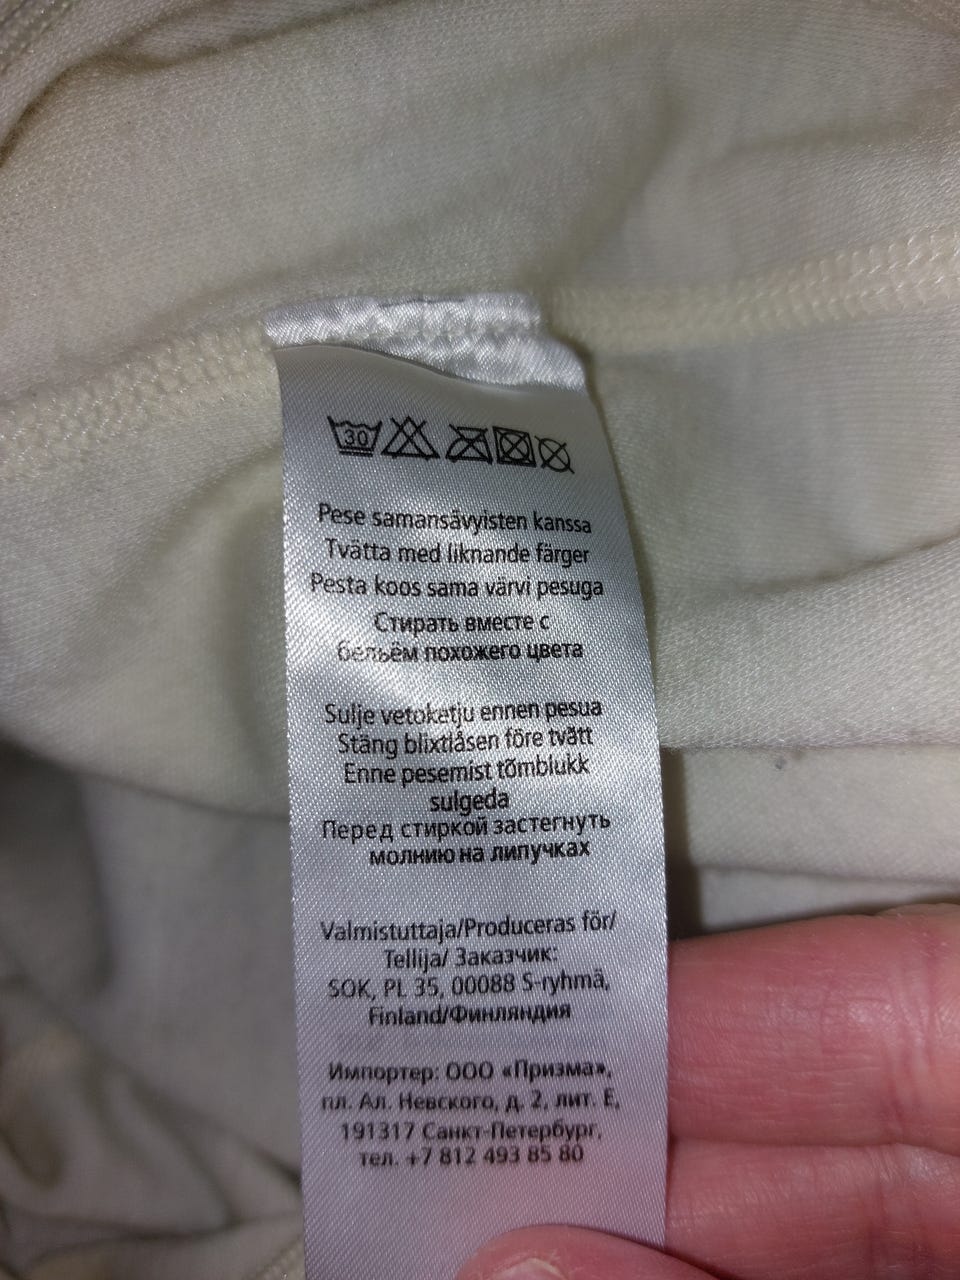 30
Pese samansävyisten kanssa
Tvätta med liknande färger
Pesta koos sama värvi pesuga
Стирать вместе с
бельём похожего цвета
Sulje vetoketju ennen pesua
Stäng blixtlåsen före tvätt
Enne pesemist tõmblukk
sulgeda
Перед стиркой застегнуть
молнию на липучках
Valmistuttaja/Produceras för/
Tellija/ Заказчик:
SOK, PL 35, 00088 S-ryhmä,
Finland/Финляндия
Импортер: ООО «Призма»,
пл. Ал. Невского, д. 2, лит. Е,
191317 Санкт-Петербург,
тел. +7 812 493 85 80